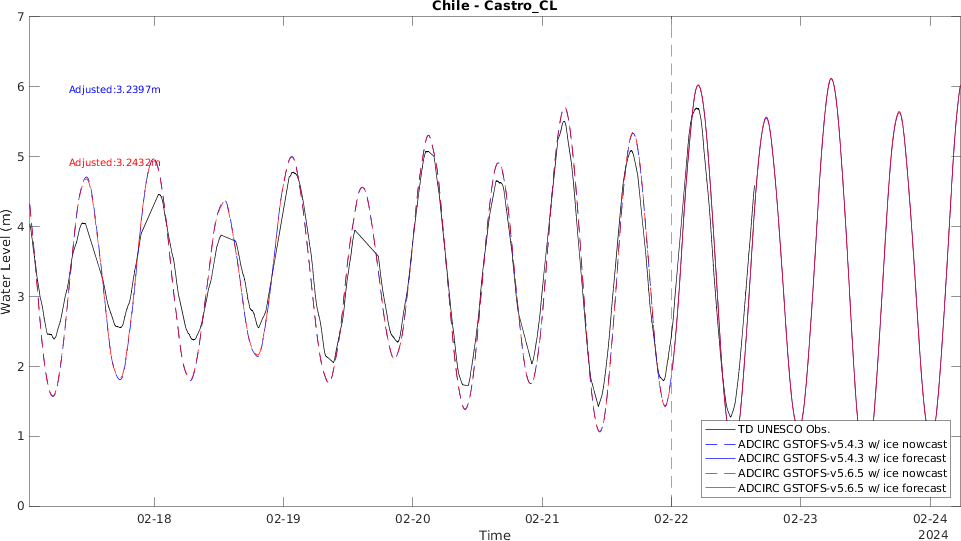 Chile - Castro_CL
7
6
5
4
3
2
1
0
Water Level (m)
Adjusted:3.2397m
Adjusted:3.2432m
TD UNESCO Obs.
ADCIRC GSTOFS-v5.4.3 w/ ice nowcast
ADCIRC GSTOFS-v5.4.3 w/ ice forecast
ADCIRC GSTOFS-v5.6.5 w/ ice nowcast
ADCIRC GSTOFS-v5.6.5 w/ ice forecast
02-18 02-19 02-20 02-21 02-22 02-23 02-24
Time
2024